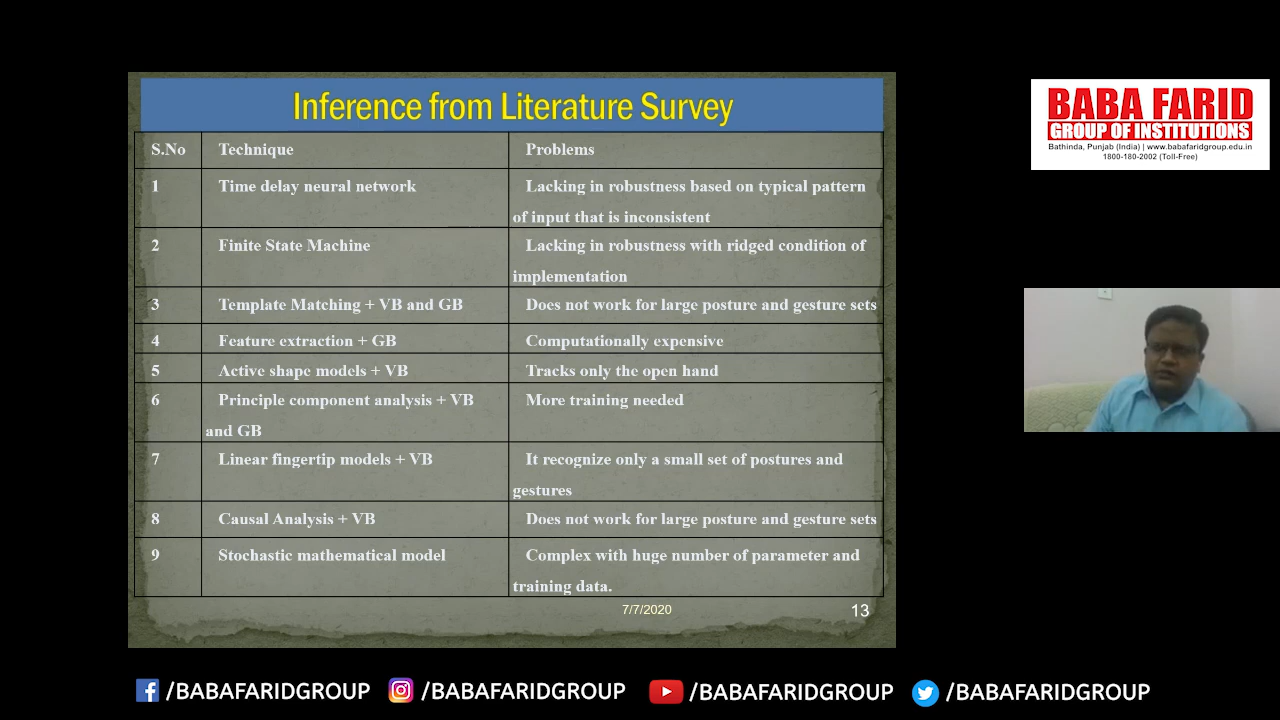 Inference from Literature Survey
S.No Technique Problems
1 Time delay neural network Lacking in robustness based on typical pattern
of input that is inconsistent
2 Finite State Machine Lacking in robustness with ridged condition of
implementation
3 Template Matching + VB and GB Does not work for large posture and gesture sets
4 Feature extraction + GB Computationally expensive
5 Active shape models + VB Tracks only the open hand
6 Principle component analysis + VB More training needed
and GB
7 Linear fingertip models + VB It recognize only a small set of postures and
gestures
8 Causal Analysis + VB Does not work for large posture and gesture sets
9 Stochastic mathematical model Complex with huge number of parameter and
training data.
7/7/2020 13
BABA FARID
GROUP OF INSTITUTIONS
Bathinda, Punjab (India) | www.babafaridgroup.edu.in
1800-180-2002 (Toll-Free)
/BABAFARIDGROUP /BABAFARIDGROUP /BABAFARIDGROUP /BABAFARIDGROUP